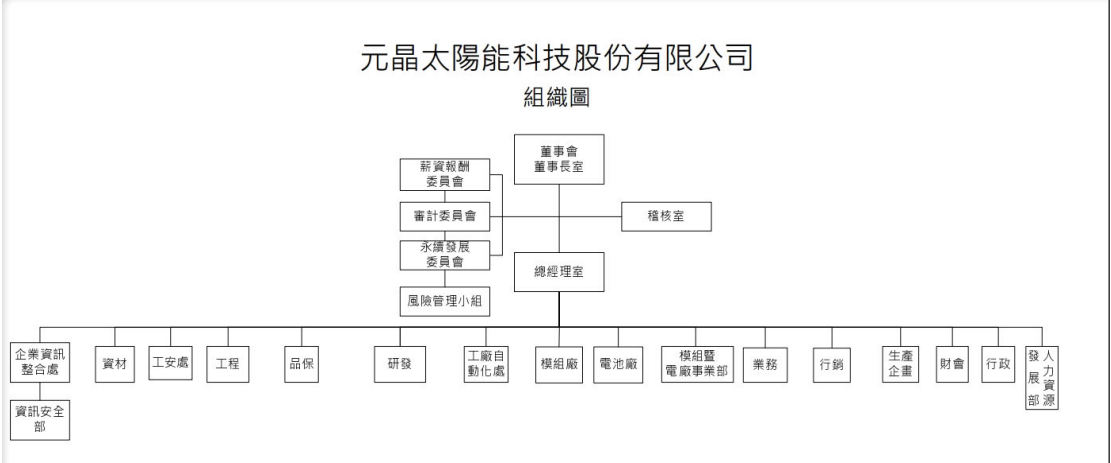 元晶太陽能科技股份有限公司
組織圖
董事會
董事長室
薪資報酬
委員會
審計委員會
稽核室
永續發展
委員會
總經理室
風險管理小組
企業資訊
整合處
資材
工安處
工程
品保
研發
工廠自
動化處
模組廠
電池廠
模組暨
電廠事業部
業務
行銷
生產
企畫
財會
行政
人力資源
發展部
資訊安全
部